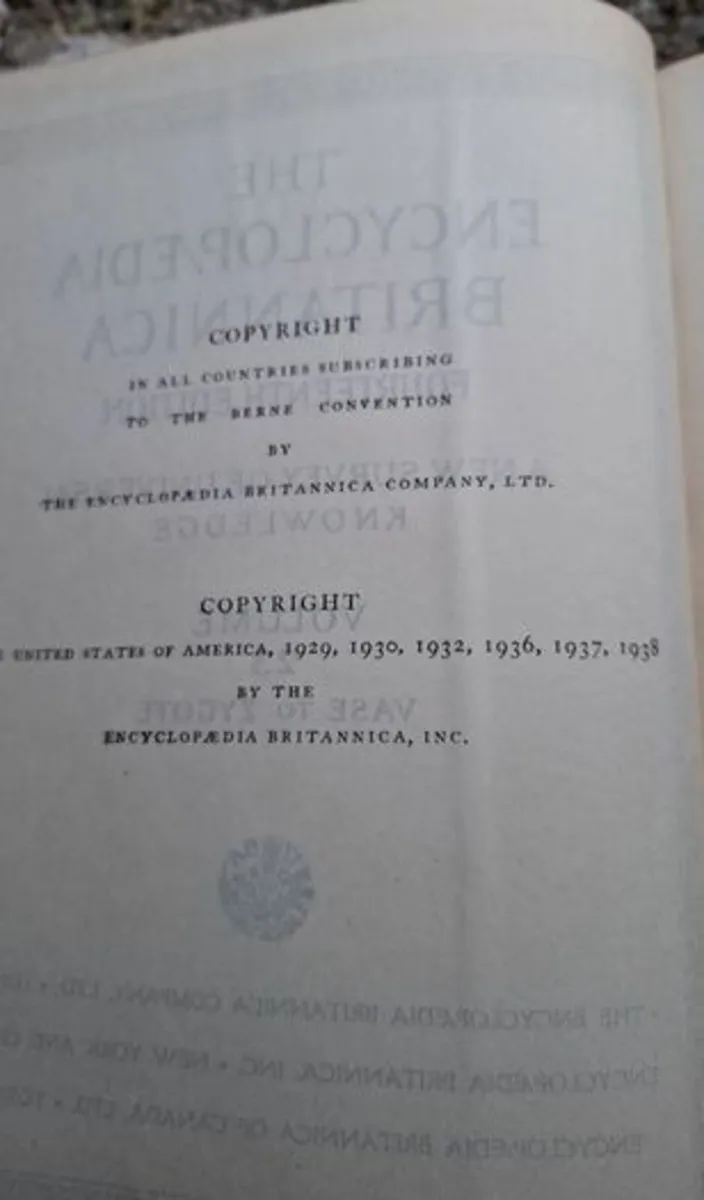 COPYRIGHT
IN ALL COUNTRIES SUBSCRIBING
TO THE BERNE CONVENTION
BY
THE ENCYCLOPÆDIA BRITANNICA COMPANY, LTD.
COPYRIGHT
UNITED STATES OF AMERICA, 1929, 1930, 1932, 1936, 1937, 1938
BY THE
ENCYCLOPÆDIA BRITANNICA, INC.